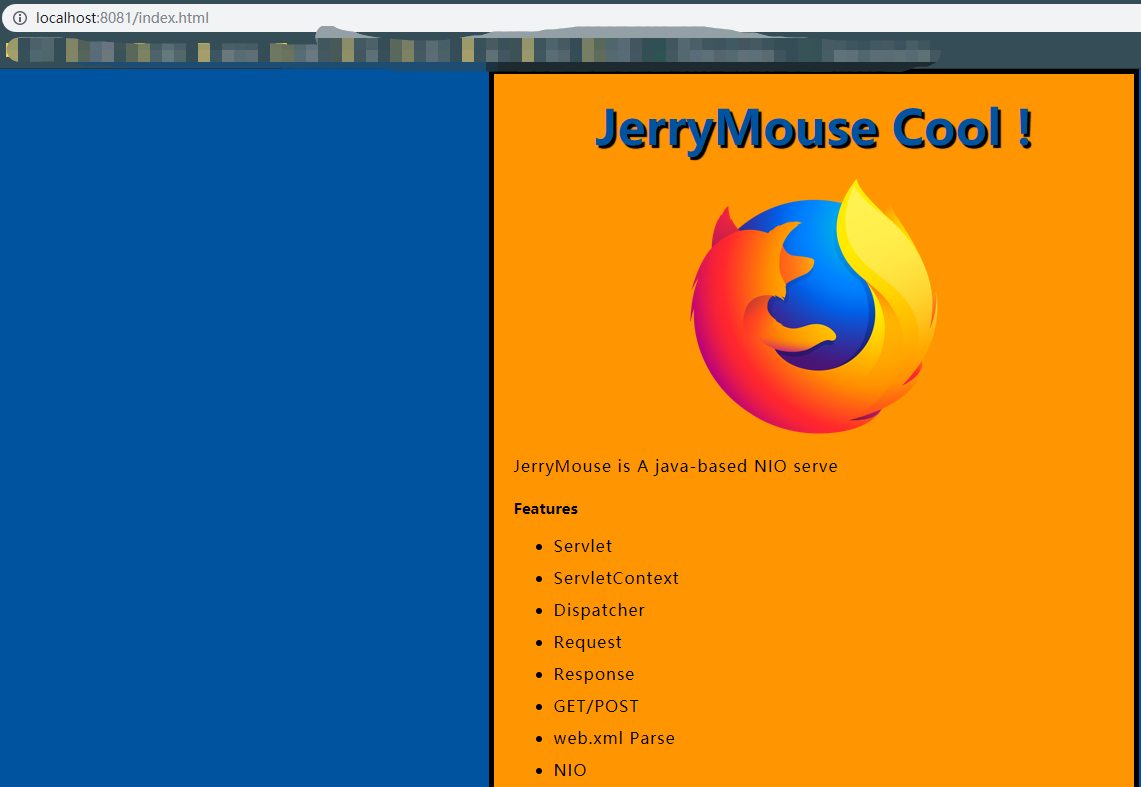 localhost:8081/index.html
JerryMouse Cool !
JerryMouse is A java-based NIO serve
Features
Servlet
ServletContext
Dispatcher
Request
Response
GET/POST
web.xml Parse
NIO